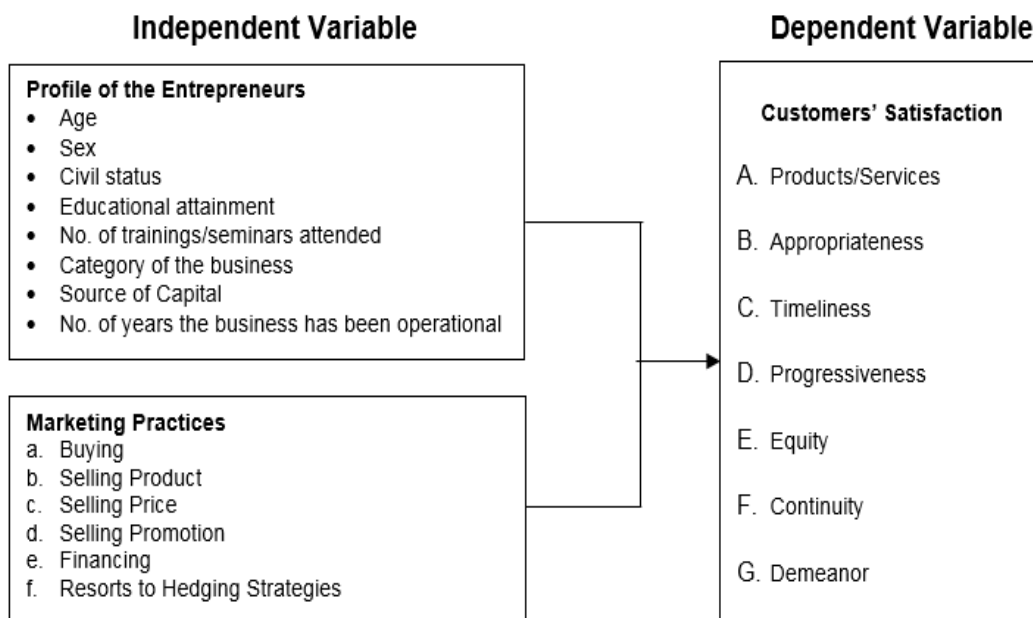 Independent Variable
Profile of the Entrepreneurs
• Age
• Sex
• Civil status
• Educational attainment
• No. of trainings/seminars attended
• Category of the business
• Source of Capital
• No. of years the business has been operational
Marketing Practices
a. Buying
b. Selling Product
c. Selling Price
d. Selling Promotion
e. Financing
f. Resorts to Hedging Strategies
Dependent Variable
Customers' Satisfaction
A. Products/Services
B. Appropriateness
C. Timeliness
D. Progressiveness
E. Equity
F. Continuity
G. Demeanor